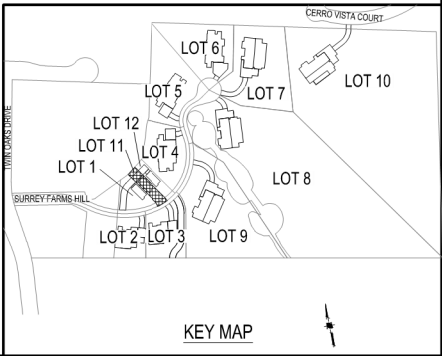 CERRO VISTA COURT
LOT 6
LOT 10
LOT 5
LOT 7
TWIN OAKS DRIVE
LOT 12
LOT 11
LOT 4
LOT 1
LOT 8
SURREY FARMS HILL
LOT 2
LOT 3
LOT 9
KEY MAP